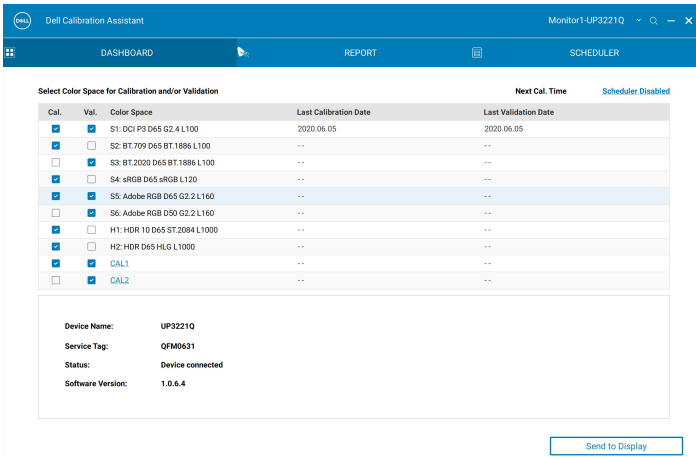 DELL Dell Calibration Assistant Monitor1-UP3221Q
DASHBOARD REPORT SCHEDULER
Select Color Space for Calibration and/or Validation Next Cal. Time Scheduler Disabled
Cal. Val. Color Space Last Calibration Date Last Validation Date
S1: DCI P3 D65 G2.4 L100 2020.06.05 2020.06.05
S2: BT.709 D65 BT.1886 L100 - - - -
S3: BT.2020 D65 BT.1886 L100 - - - -
S4: sRGB D65 sRGB L120 - - - -
S5: Adobe RGB D65 G2.2 L160 - - - -
S6: Adobe RGB D50 G2.2 L160 - - - -
H1: HDR 10 D65 ST.2084 L1000 - - - -
H2: HDR D65 HLG L1000 - - - -
CAL1 - - - -
CAL2 - - - -
Device Name: UP3221Q
Service Tag: QFM0631
Status: Device connected
Software Version: 1.0.6.4
Send to Display